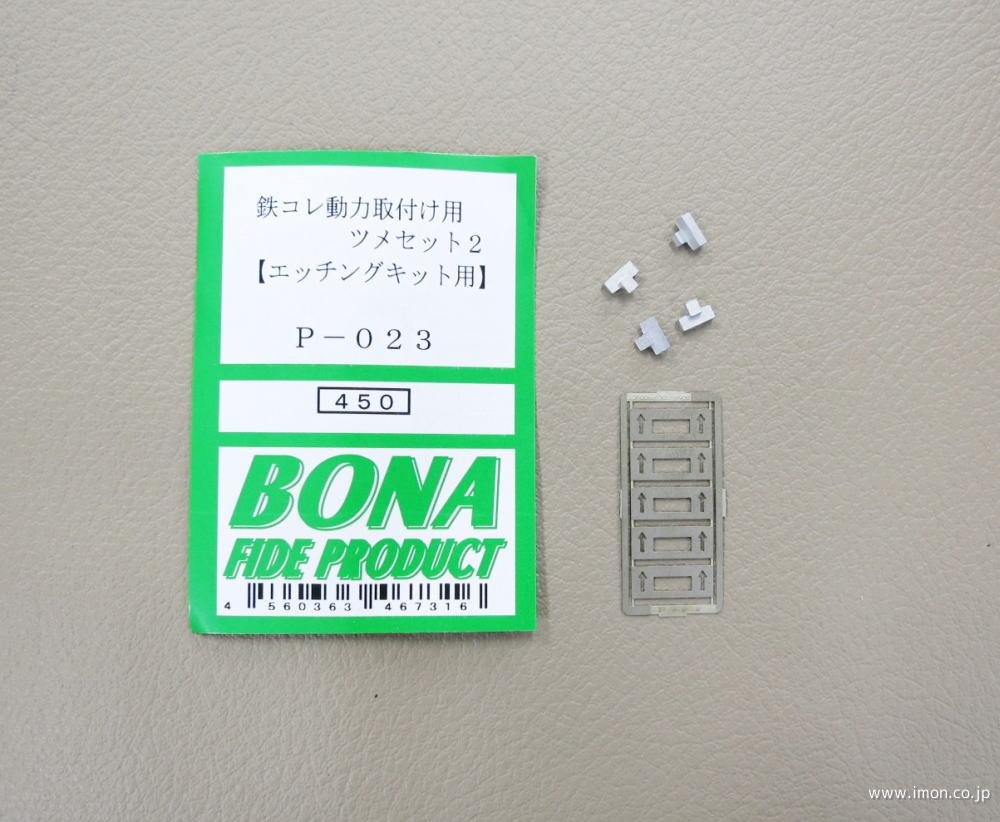 鉄コレ動力取付け用
ツメセット２
【エッチングキット用】
Ｐ－０２３
４５０
BONA
FIDE PRODUCT
4 560363 467316
www.imon.co.jp